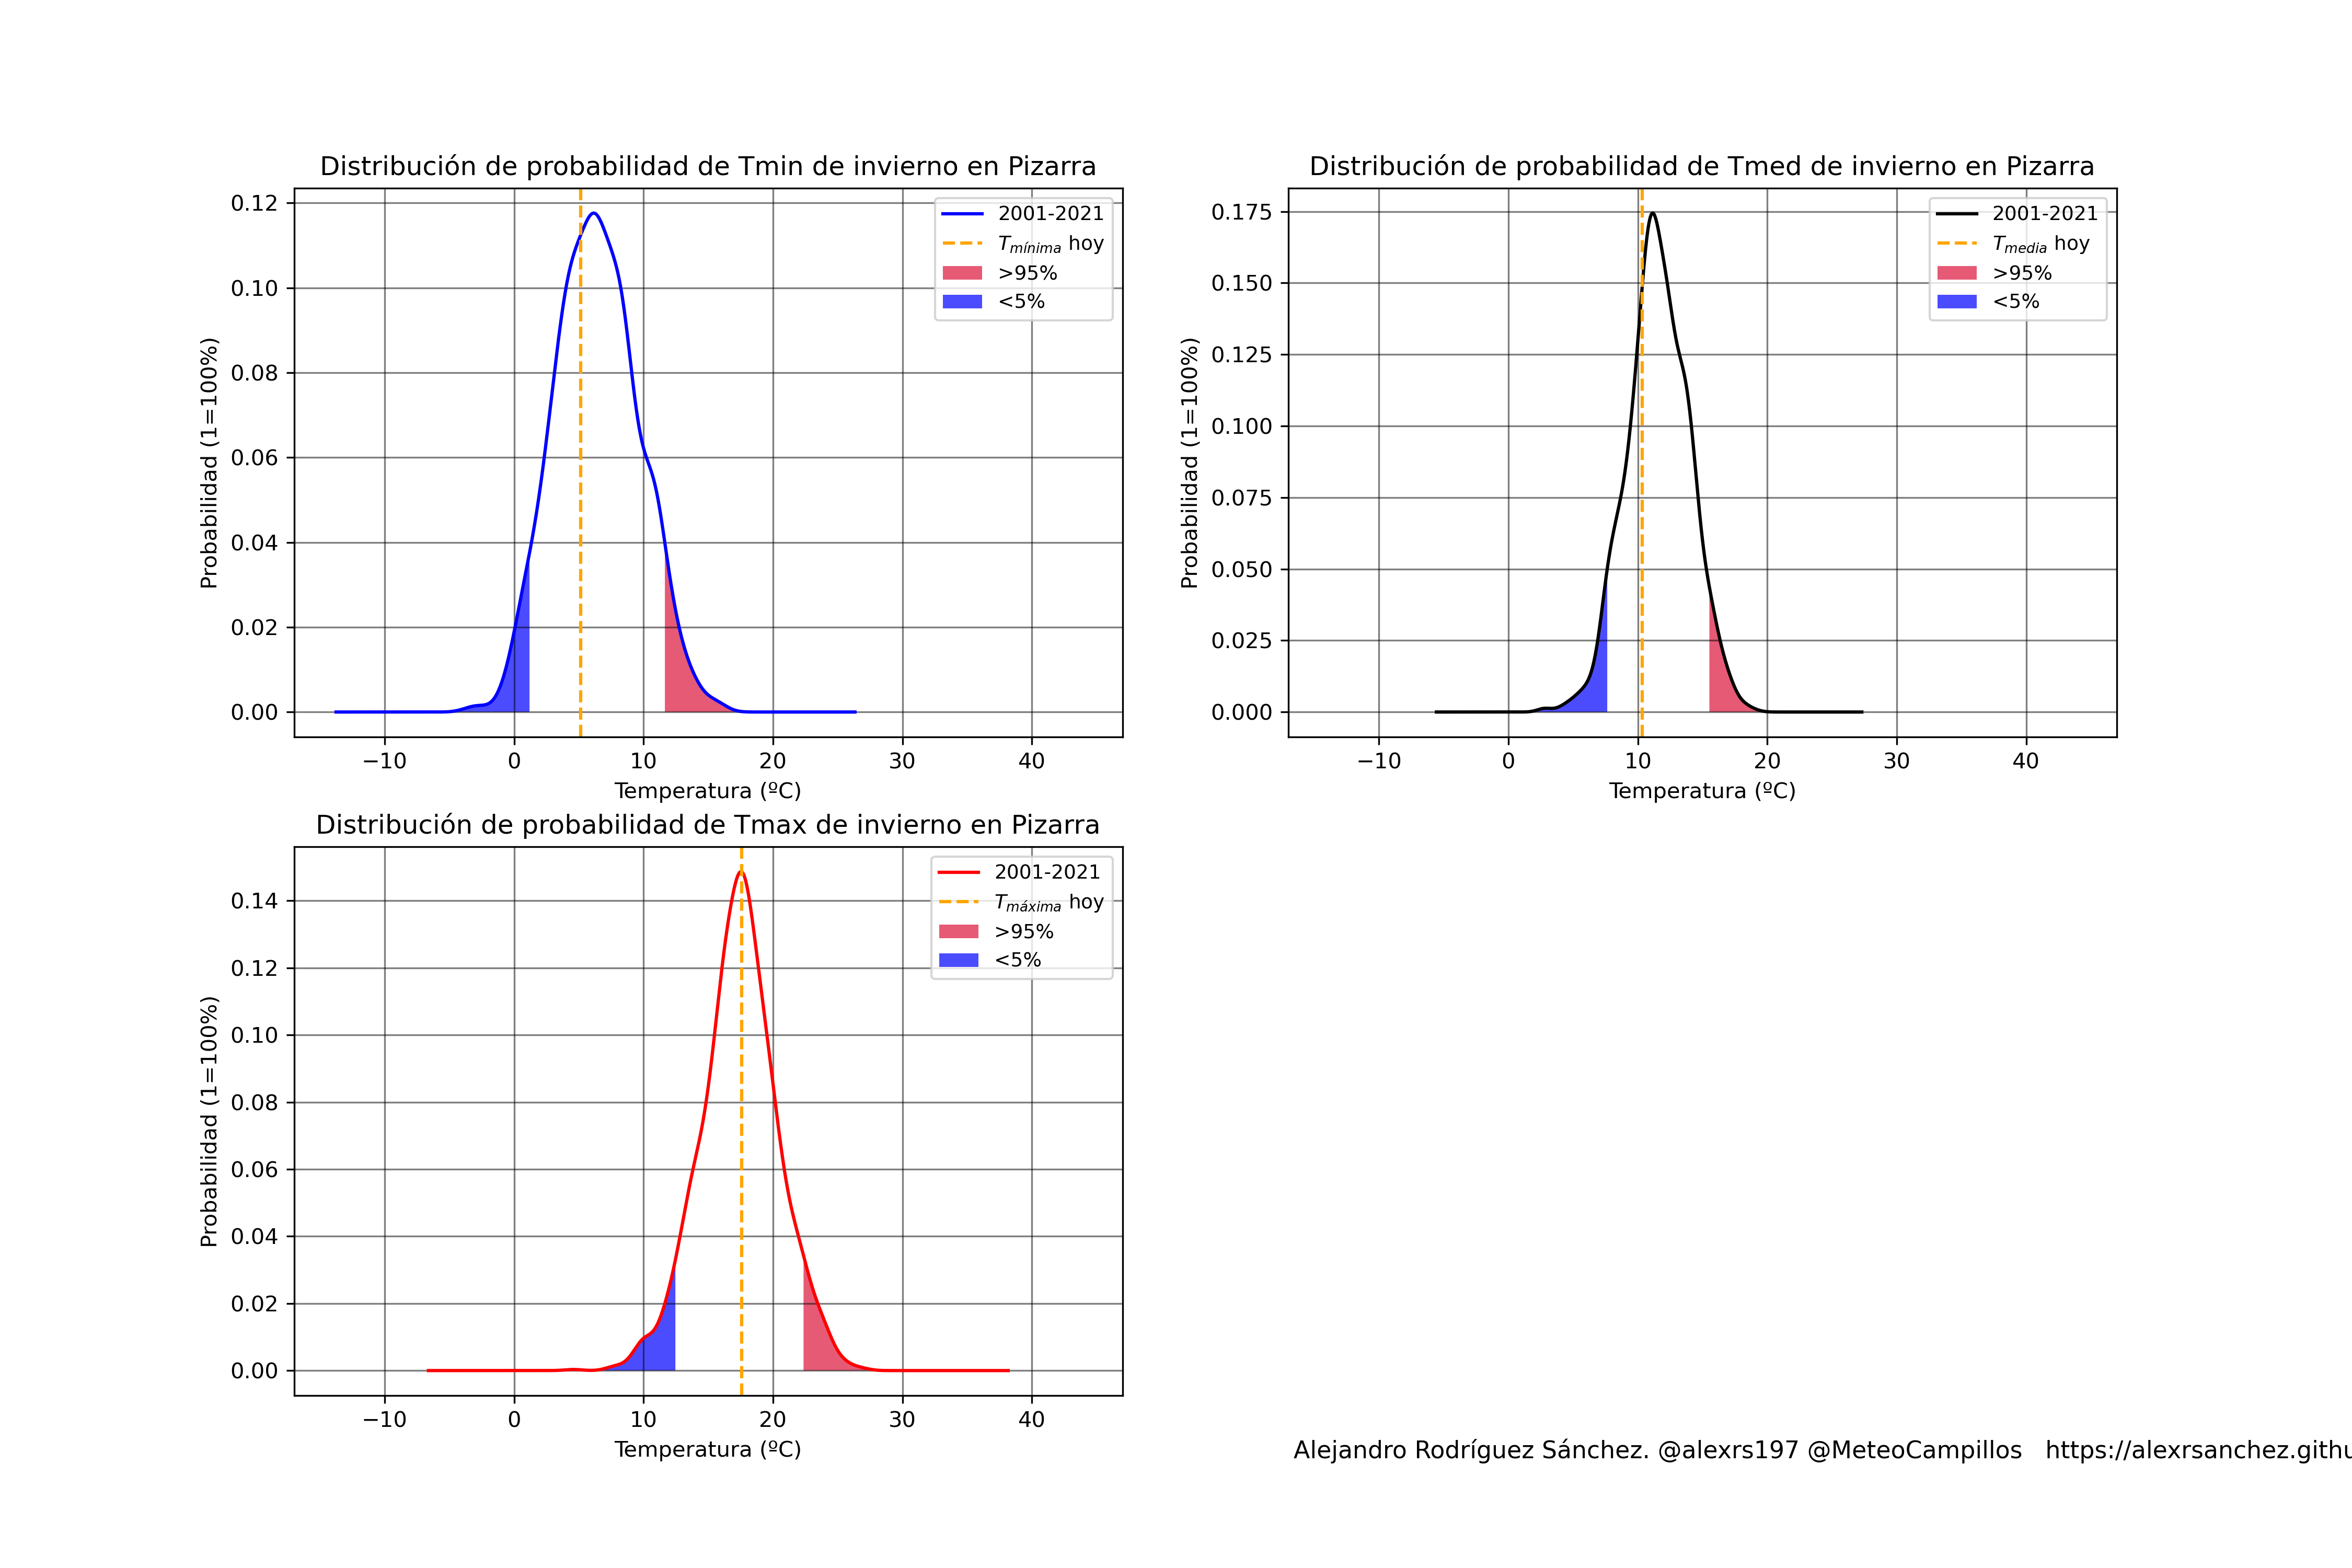 Distribución de probabilidad de Tmin de invierno en Pizarra
Probabilidad (1=100%)
0.12
0.10
0.08
0.06
0.04
0.02
0.00
−10 0 10 20 30 40
Temperatura (ºC)
2001-2021
Tmínima hoy
>95%
<5%
Distribución de probabilidad de Tmed de invierno en Pizarra
Probabilidad (1=100%)
0.175
0.150
0.125
0.100
0.075
0.050
0.025
0.000
−10 0 10 20 30 40
Temperatura (ºC)
2001-2021
Tmedia hoy
>95%
<5%
Distribución de probabilidad de Tmax de invierno en Pizarra
Probabilidad (1=100%)
0.14
0.12
0.10
0.08
0.06
0.04
0.02
0.00
−10 0 10 20 30 40
Temperatura (ºC)
2001-2021
Tmáxima hoy
>95%
<5%
Alejandro Rodríguez Sánchez. @alexrs197 @MeteoCampillos https://alexrsanchez.githu